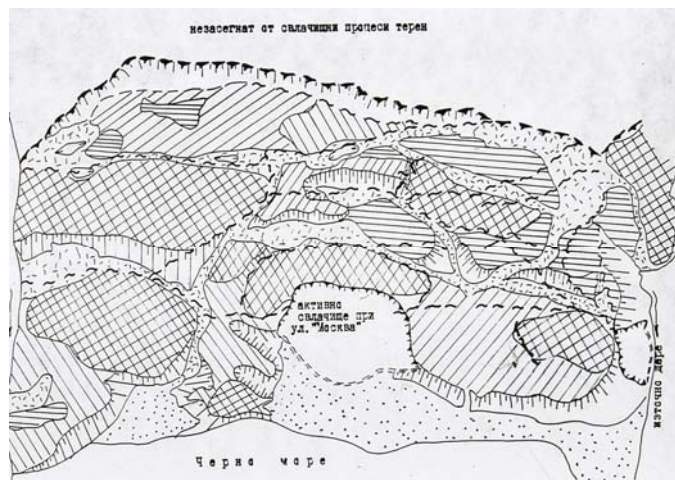 незасегнат от свлачищни процеси терен
активно
свлачище при
ул."Москва"
източно дере
Черно море